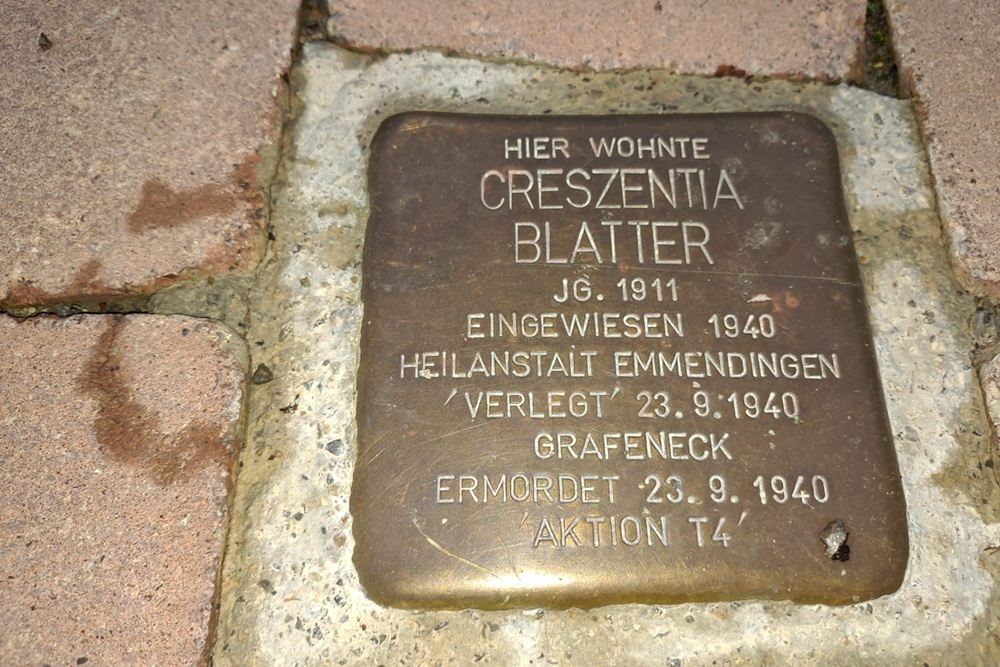 HIER WOHNTE
CRESZENTIA
BLATTER
JG. 1911
EINGEWIESEN 1940
HEILANSTALT EMMENDINGEN
'VERLEGT' 23.9.1940
GRAFENECK
ERMORDET 23.9.1940
'AKTION T4'